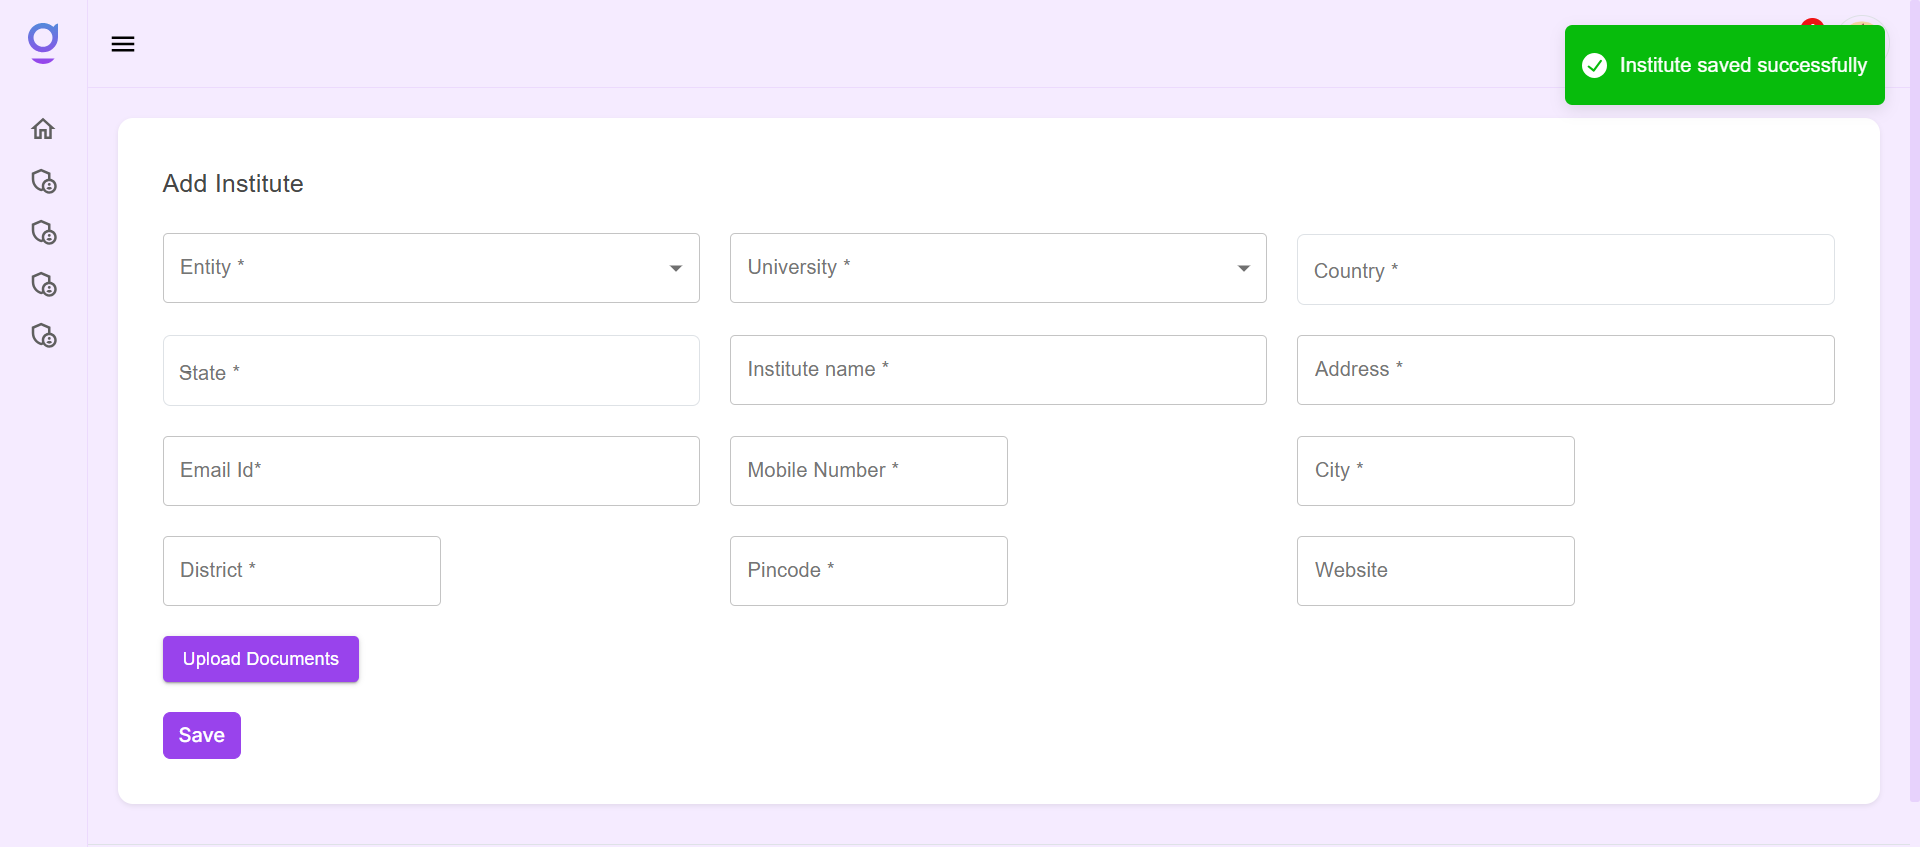 Institute saved successfully
Add Institute
Entity *
University *
Country *
State *
Institute name *
Address *
Email Id*
Mobile Number *
City *
District *
Pincode *
Website
Upload Documents
Save